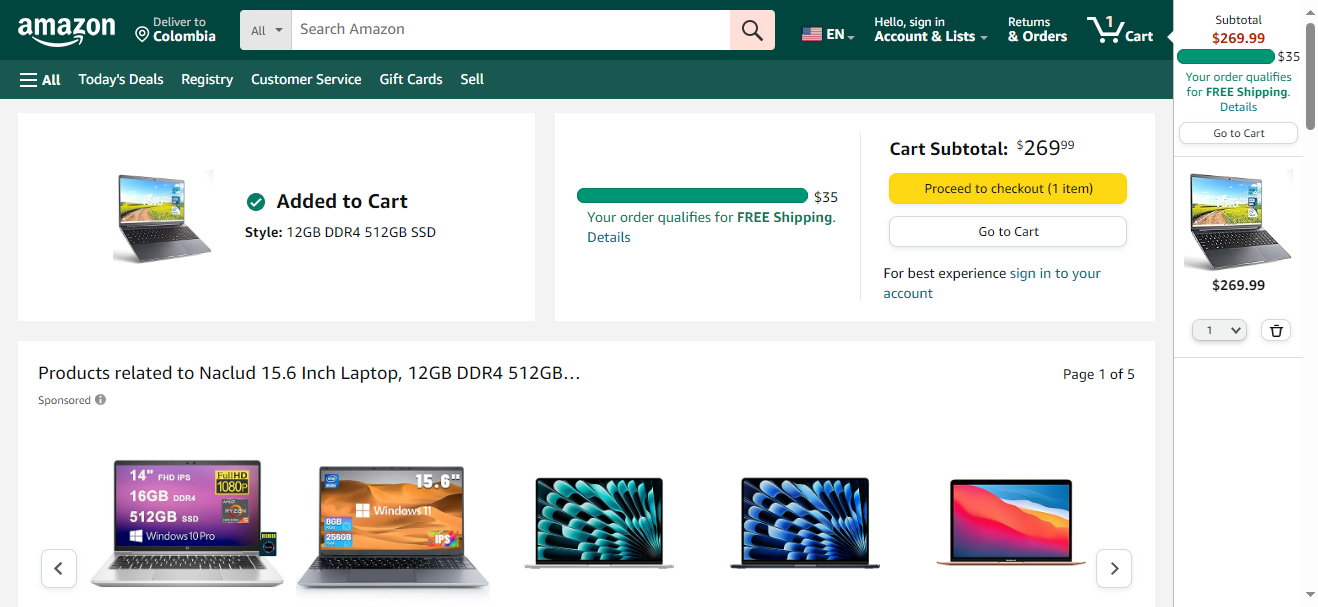 amazon
Deliver to
Colombia
All
Search Amazon
EN
Hello, sign in
Account & Lists
Returns
& Orders
1
Cart
All
Today's Deals
Registry
Customer Service
Gift Cards
Sell
Subtotal
$269.99
$35
Your order qualifies
for FREE Shipping.
Details
Go to Cart
$269.99
1
Added to Cart
Style: 12GB DDR4 512GB SSD
$35
Your order qualifies for FREE Shipping.
Details
Cart Subtotal: $269.99
Proceed to checkout (1 item)
Go to Cart
For best experience sign in to your
account
Products related to Naclud 15.6 Inch Laptop, 12GB DDR4 512GB…
Page 1 of 5
Sponsored
14" FHD IPS
16GB DDR4
512GB SSD
Windows 10 Pro
Full HD
1080p
AMD
RYZEN
15.6"
Windows 11
8GB
256GB
IPS